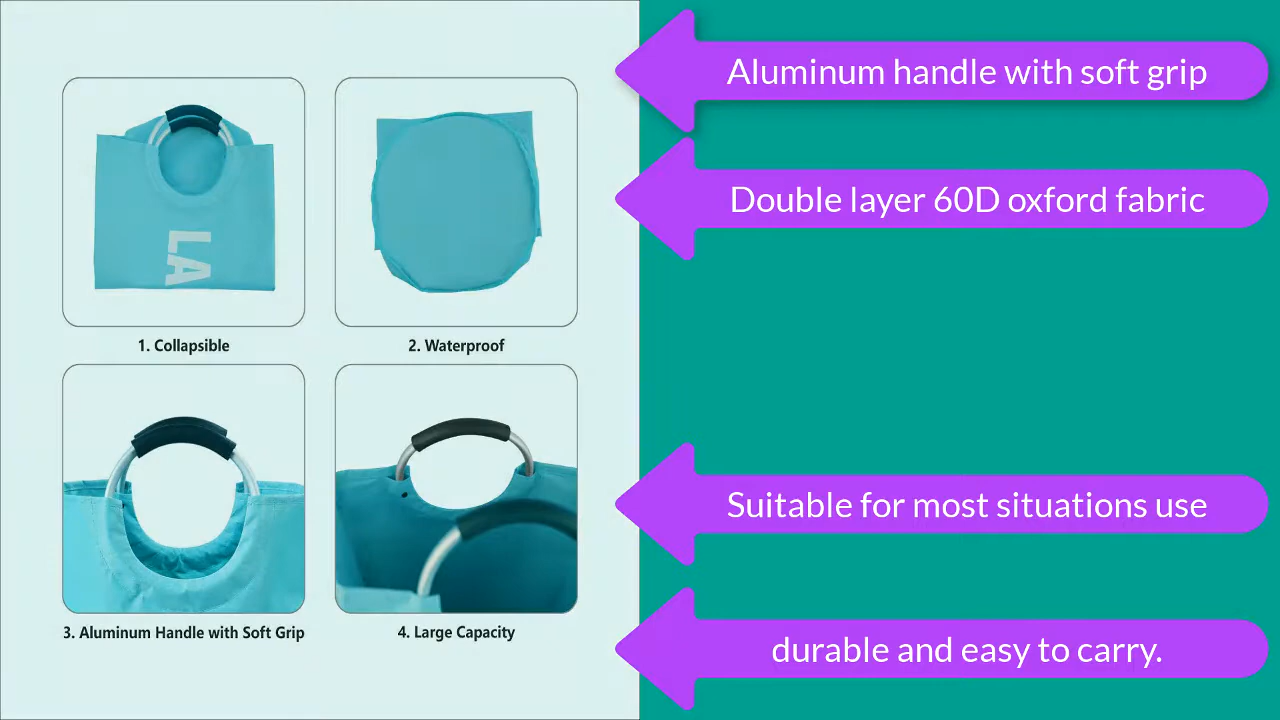 LA
1. Collapsible
2. Waterproof
3. Aluminum Handle with Soft Grip
4. Large Capacity
Aluminum handle with soft grip
Double layer 60D oxford fabric
Suitable for most situations use
durable and easy to carry.